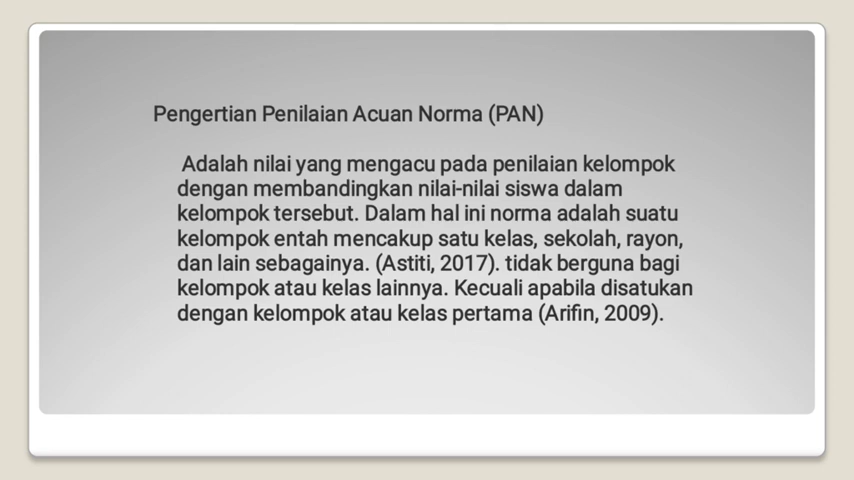 Pengertian Penilaian Acuan Norma (PAN)
Adalah nilai yang mengacu pada penilaian kelompok
dengan membandingkan nilai-nilai siswa dalam
kelompok tersebut. Dalam hal ini norma adalah suatu
kelompok entah mencakup satu kelas, sekolah, rayon,
dan lain sebagainya. (Astiti, 2017). tidak berguna bagi
kelompok atau kelas lainnya. Kecuali apabila disatukan
dengan kelompok atau kelas pertama (Arifin, 2009).